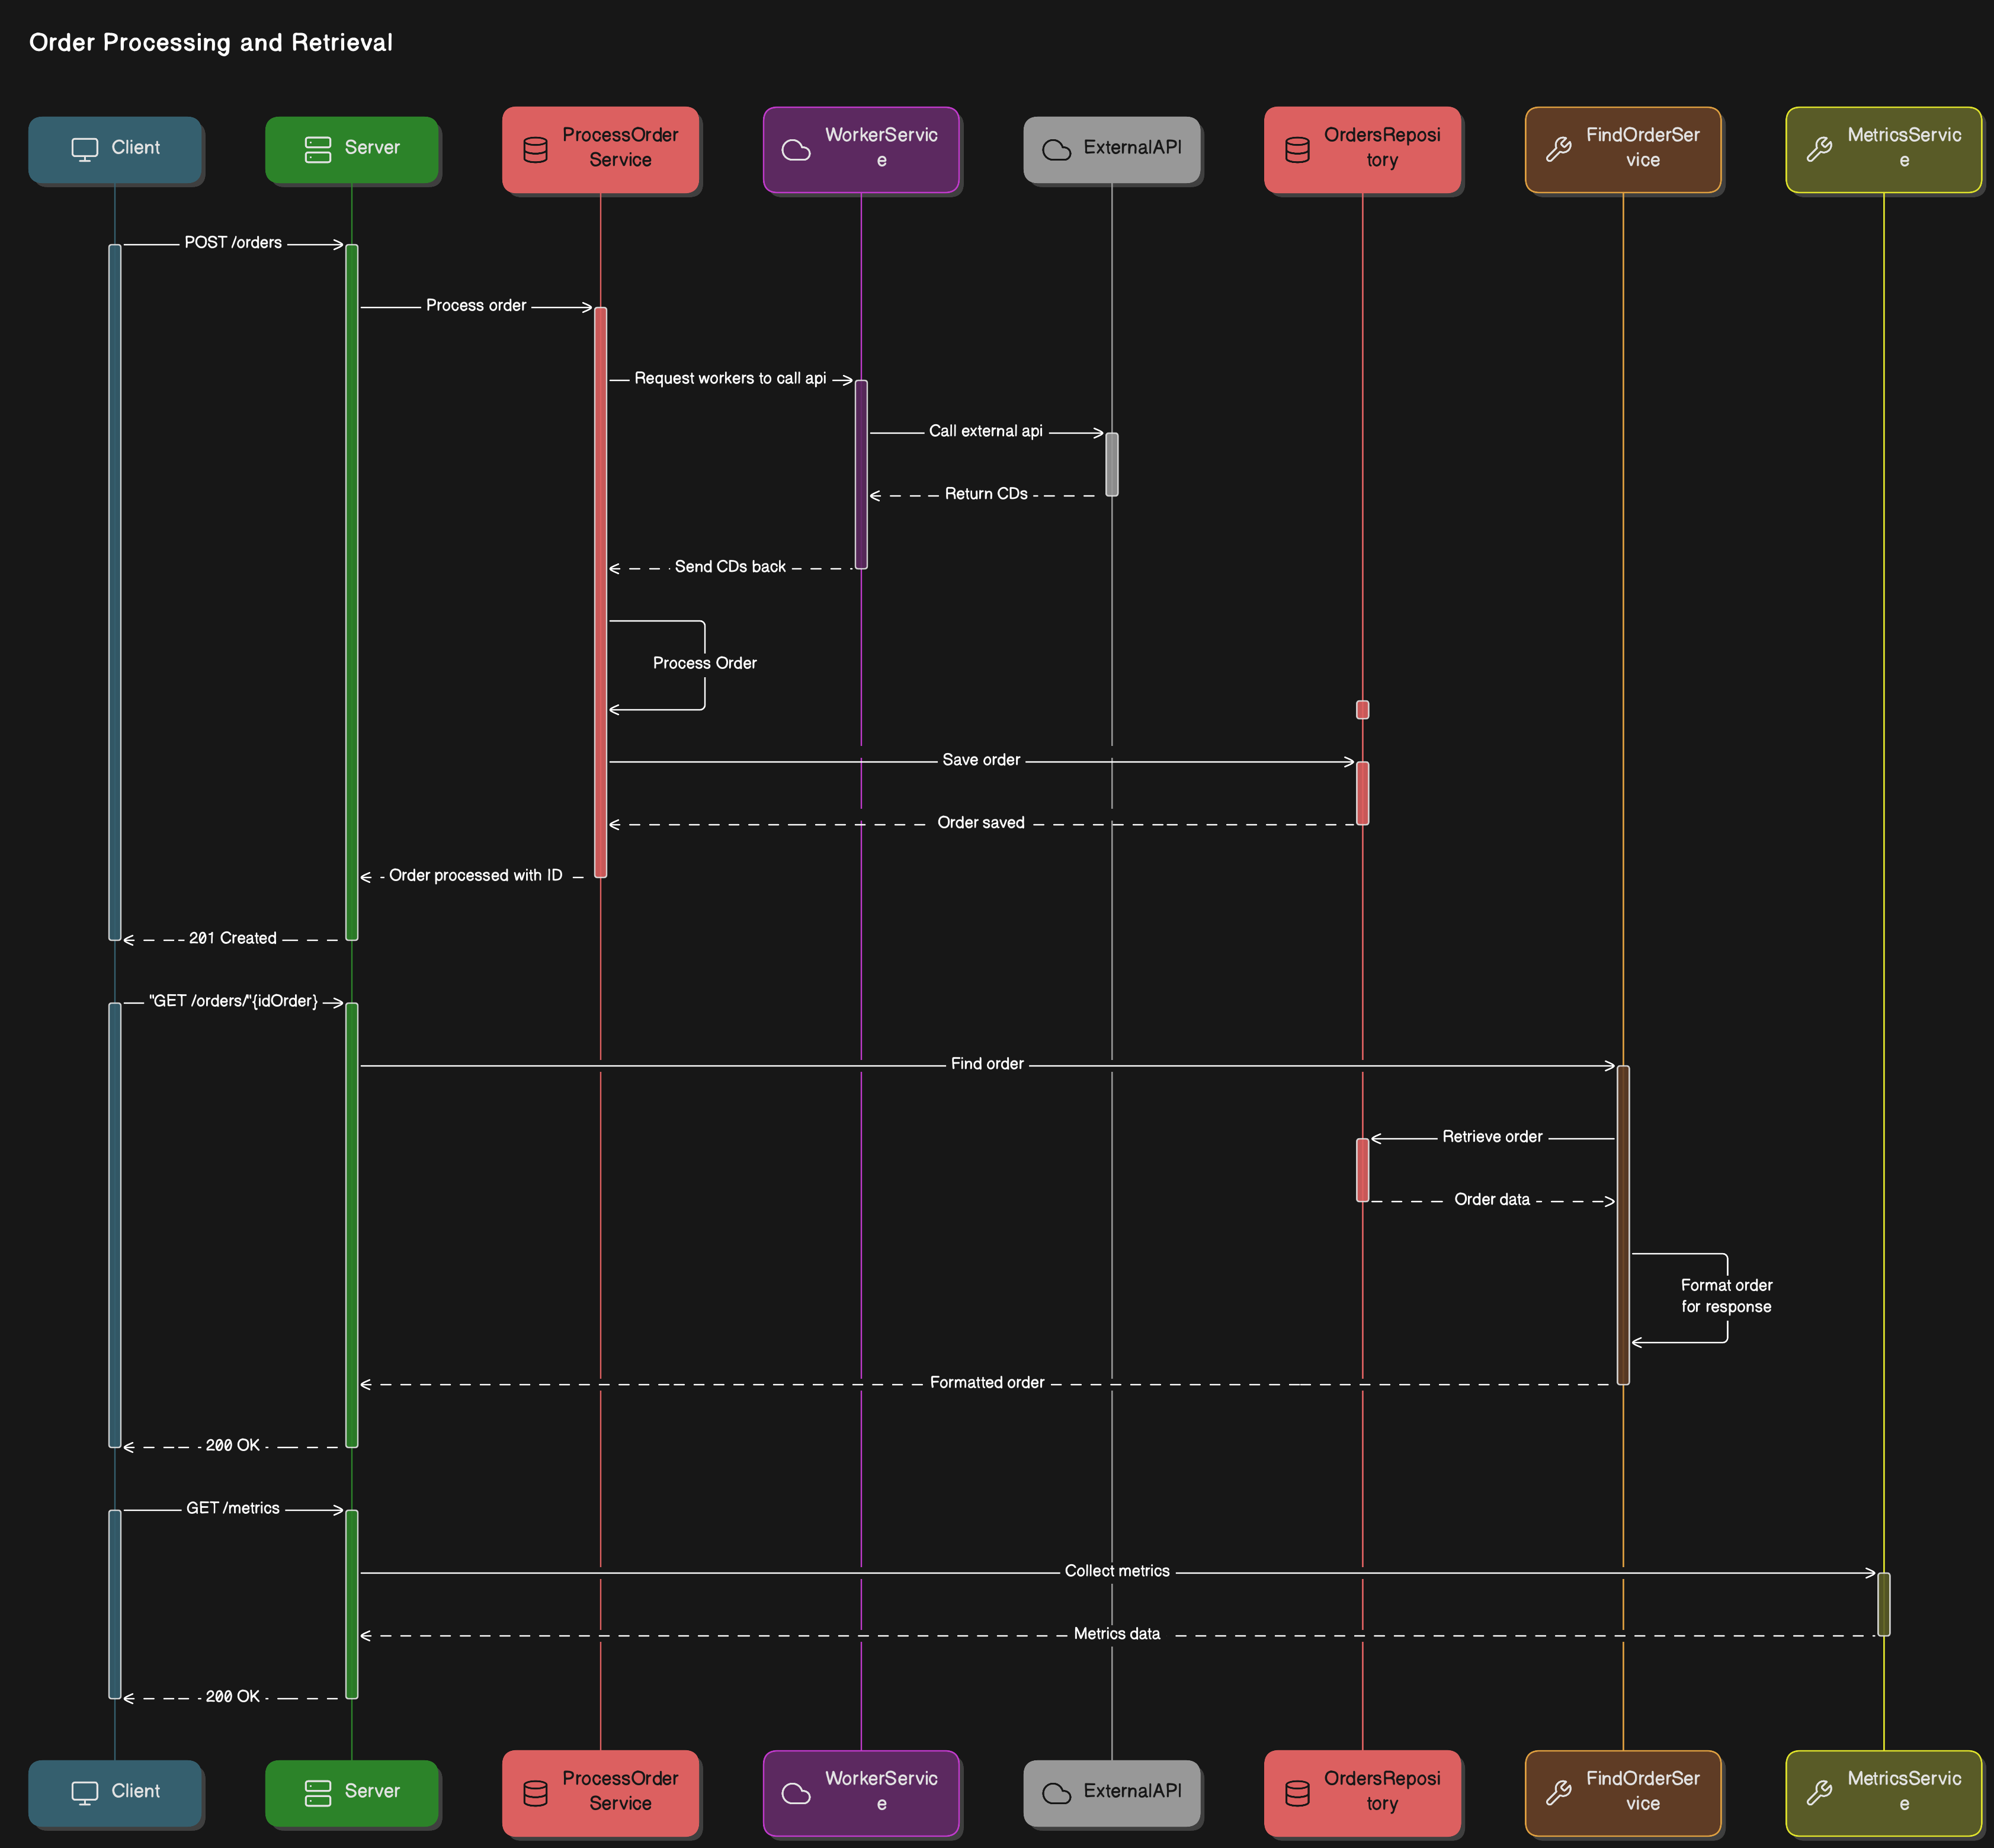 Order Processing and Retrieval
Client
Server
ProcessOrder
Service
WorkerServic
e
ExternalAPI
OrdersReposi
tory
FindOrderSer
vice
MetricsServic
e
POST /orders
Process order
Request workers to call api
Call external api
Return CDs
Send CDs back
Process Order
Save order
Order saved
Order processed with ID
201 Created
"GET /orders/"{idOrder}
Find order
Retrieve order
Order data
Format order
for response
Formatted order
200 OK
GET /metrics
Collect metrics
Metrics data
200 OK
Client
Server
ProcessOrder
Service
WorkerServic
e
ExternalAPI
OrdersReposi
tory
FindOrderSer
vice
MetricsServic
e